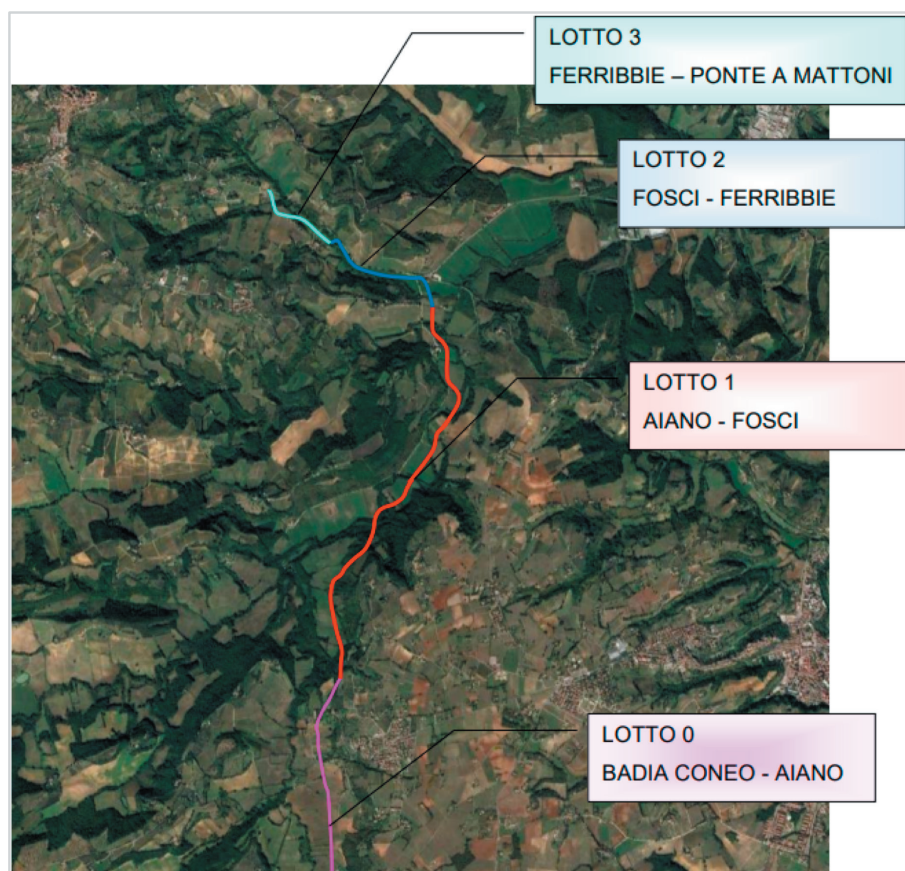 LOTTO 3
FERRIBBIE – PONTE A MATTONI
LOTTO 2
FOSCI - FERRIBBIE
LOTTO 1
AIANO - FOSCI
LOTTO 0
BADIA CONEO - AIANO